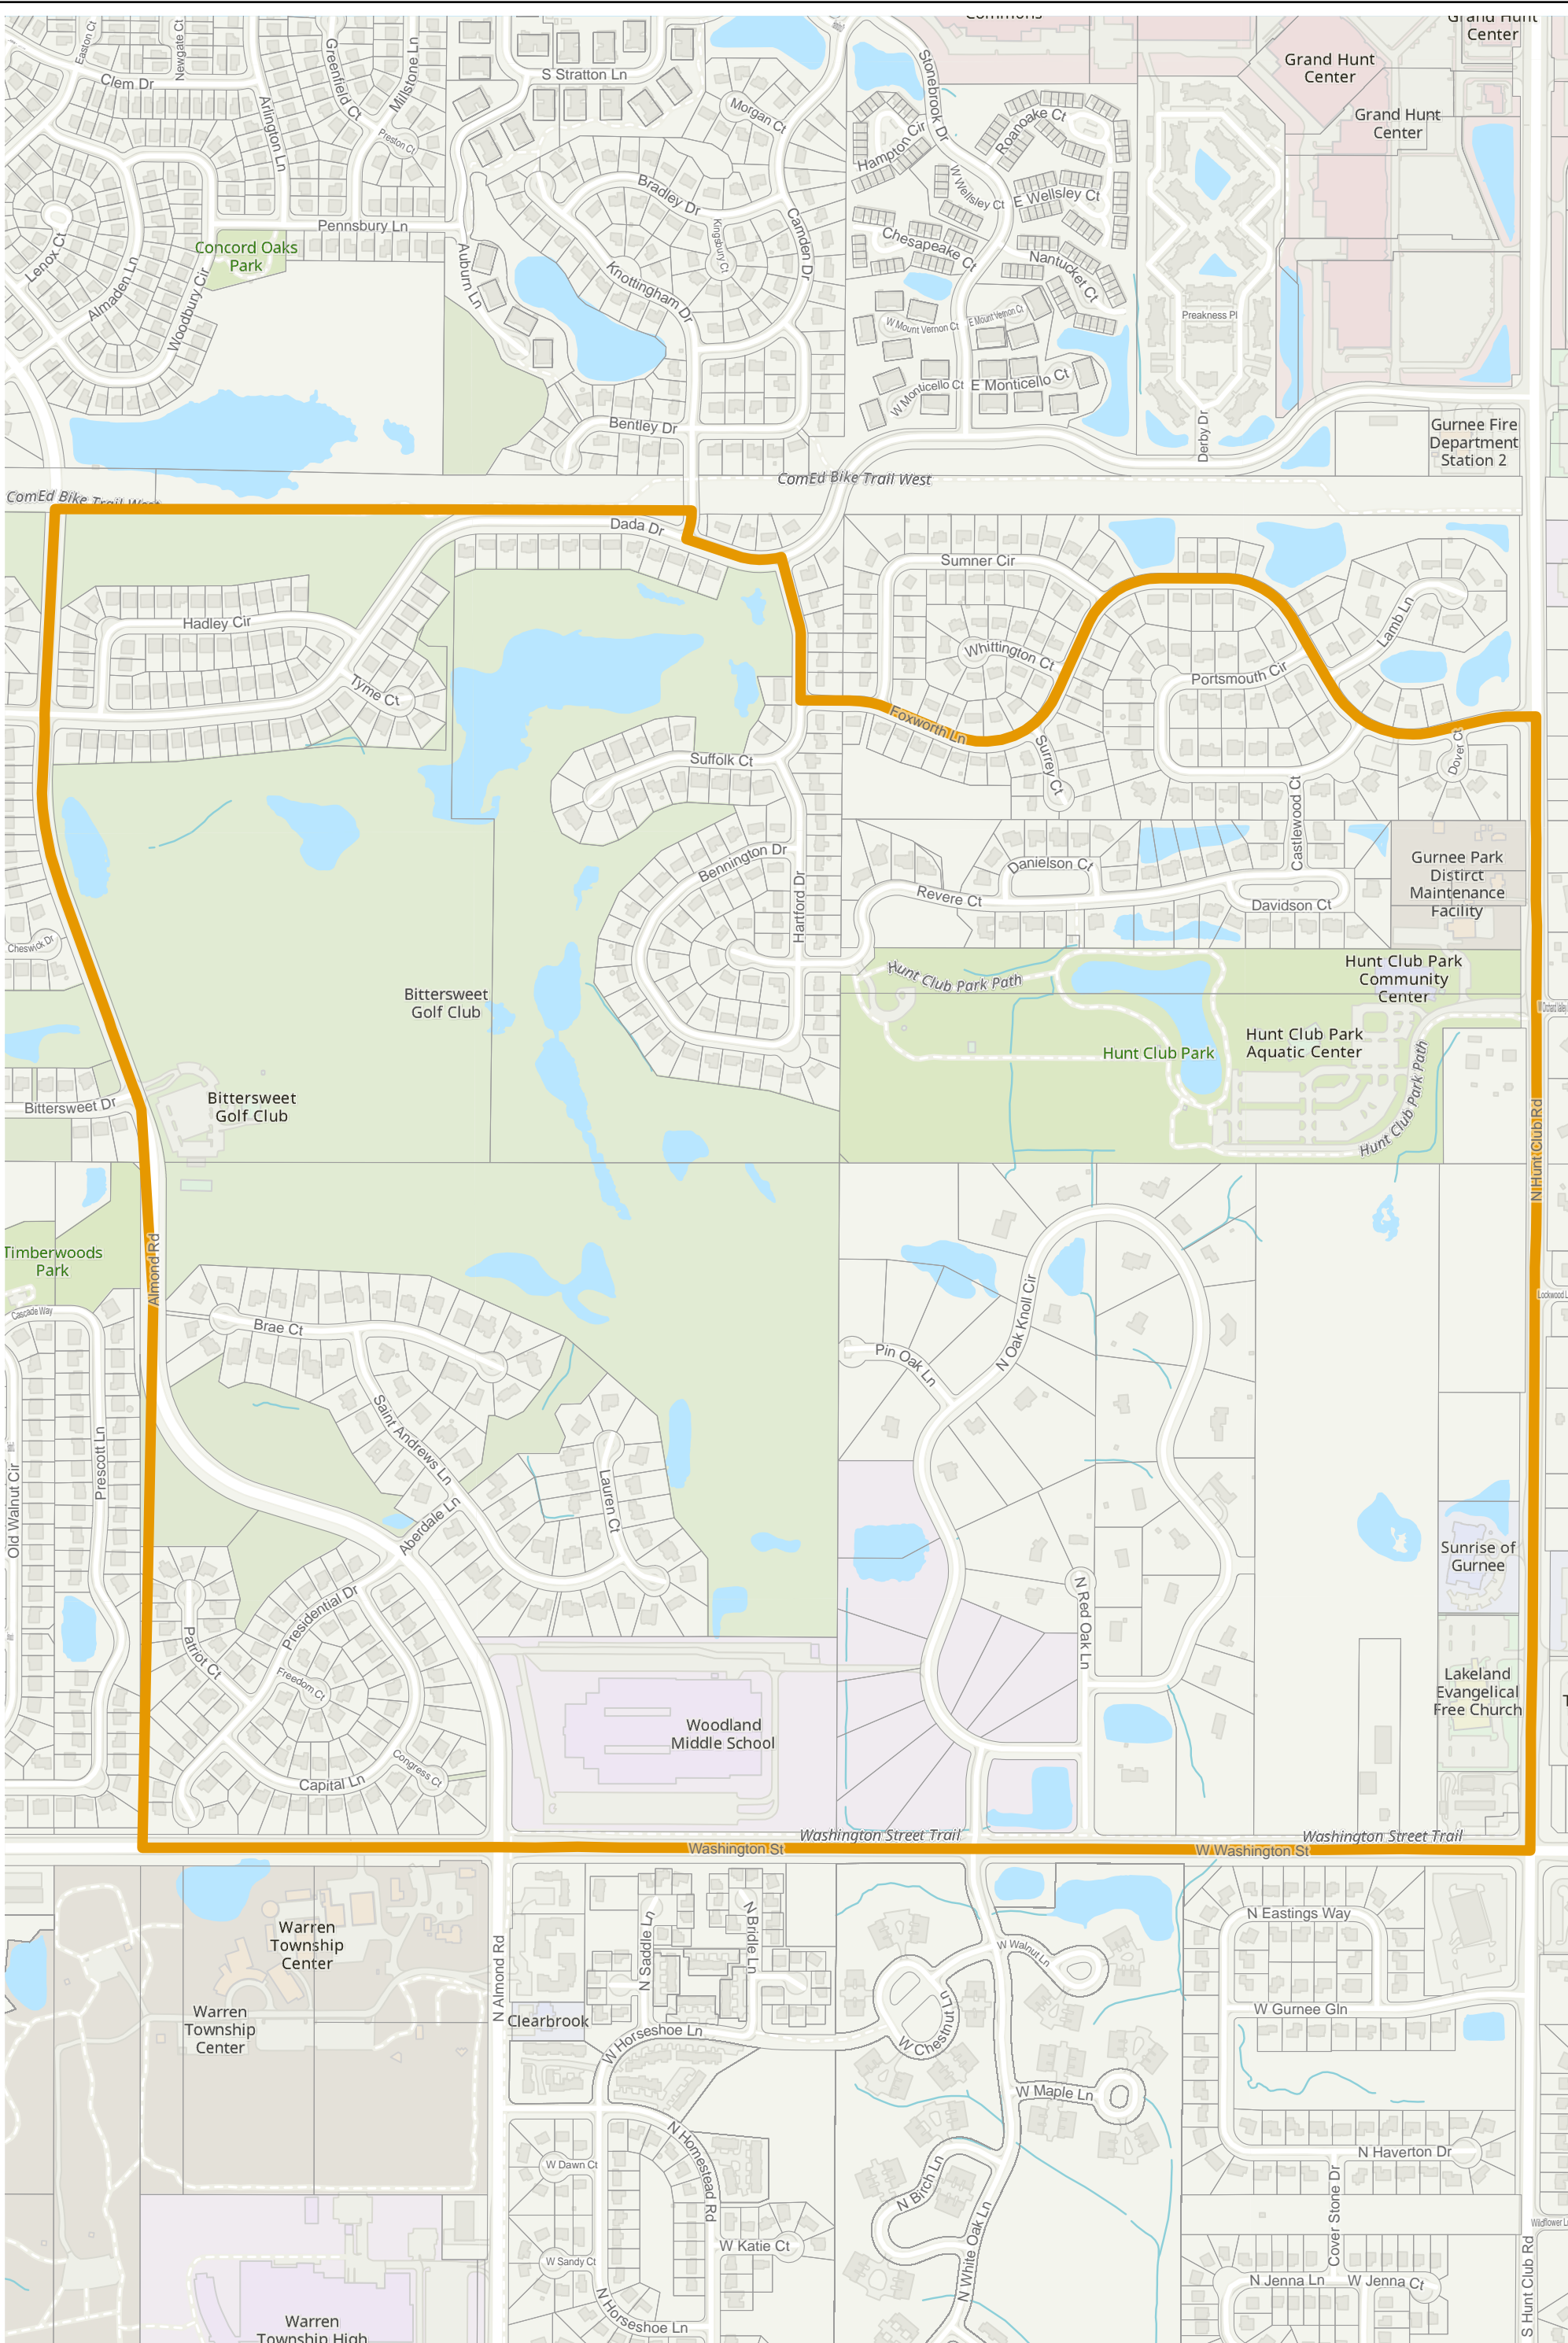 Commons
Grand Hunt
Center
Easton Ct
Newgate Ct
Clem Dr
Greenfield Ct
Millstone Ln
Arlington Ln
Preston Ct
S Stratton Ln
Morgan Ct
Stonebrook Dr
Hampton Cir
Roanoake Ct
Grand Hunt
Center
Grand Hunt
Center
W Wellsley Ct
E Wellsley Ct
Bradley Dr
Kingsbury Ct
Camden Dr
Pennsbury Ln
Concord Oaks
Park
Lenox Ct
Almaden Ln
Woodbury Cir
Auburn Ln
Knottingham Dr
Chesapeake Ct
Nantucket Ct
W Mount Vernon Ct
E Mount Vernon Ct
Preakness Pl
W Monticello Ct
E Monticello Ct
Derby Dr
Bentley Dr
Gurnee Fire
Department
Station 2
ComEd Bike Trail West
ComEd Bike Trail West
Dada Dr
Sumner Cir
Hadley Cir
Tyme Ct
Whittington Ct
Lamb Ln
Portsmouth Cir
Foxworth Ln
Surrey Ct
Dover Ct
Suffolk Ct
Castlewood Ct
Bennington Dr
Hartford Dr
Danielson Ct
Revere Ct
Davidson Ct
Gurnee Park
Distirct
Maintenance
Facility
Cheswick Dr
Bittersweet
Golf Club
Hunt Club Park Path
Hunt Club Park
Community
Center
Hunt Club Park
Hunt Club Park
Aquatic Center
Hunt Club Park Path
N Hunt Club Rd
Bittersweet Dr
Bittersweet
Golf Club
Timberwoods
Park
Almond Rd
Cascade Way
Brae Ct
Pin Oak Ln
N Oak Knoll Cir
Lockwood L
Saint Andrews Ln
Prescott Ln
Old Walnut Cir
Lauren Ct
Aberdale Ln
Sunrise of
Gurnee
Presidential Dr
Patriot Ct
Freedom Ct
N Red Oak Ln
Woodland
Middle School
Lakeland
Evangelical
Free Church
Congress Ct
Capital Ln
Washington Street Trail
Washington Street Trail
Washington St
W Washington St
Warren
Township
Center
N Almond Rd
N Saddle Ln
N Bridle Ln
W Walnut Ln
N Eastings Way
Warren
Township
Center
Clearbrook
W Horseshoe Ln
W Chestnut Ln
W Gurnee Gln
W Maple Ln
N Homestead Rd
W Dawn Ct
N Birch Ln
N Haverton Dr
N White Oak Ln
Cover Stone Dr
W Katie Ct
W Sandy Ct
Wildflower L
N Horseshoe Ln
N Jenna Ln
W Jenna Ct
S Hunt Club Rd
Warren
Township High